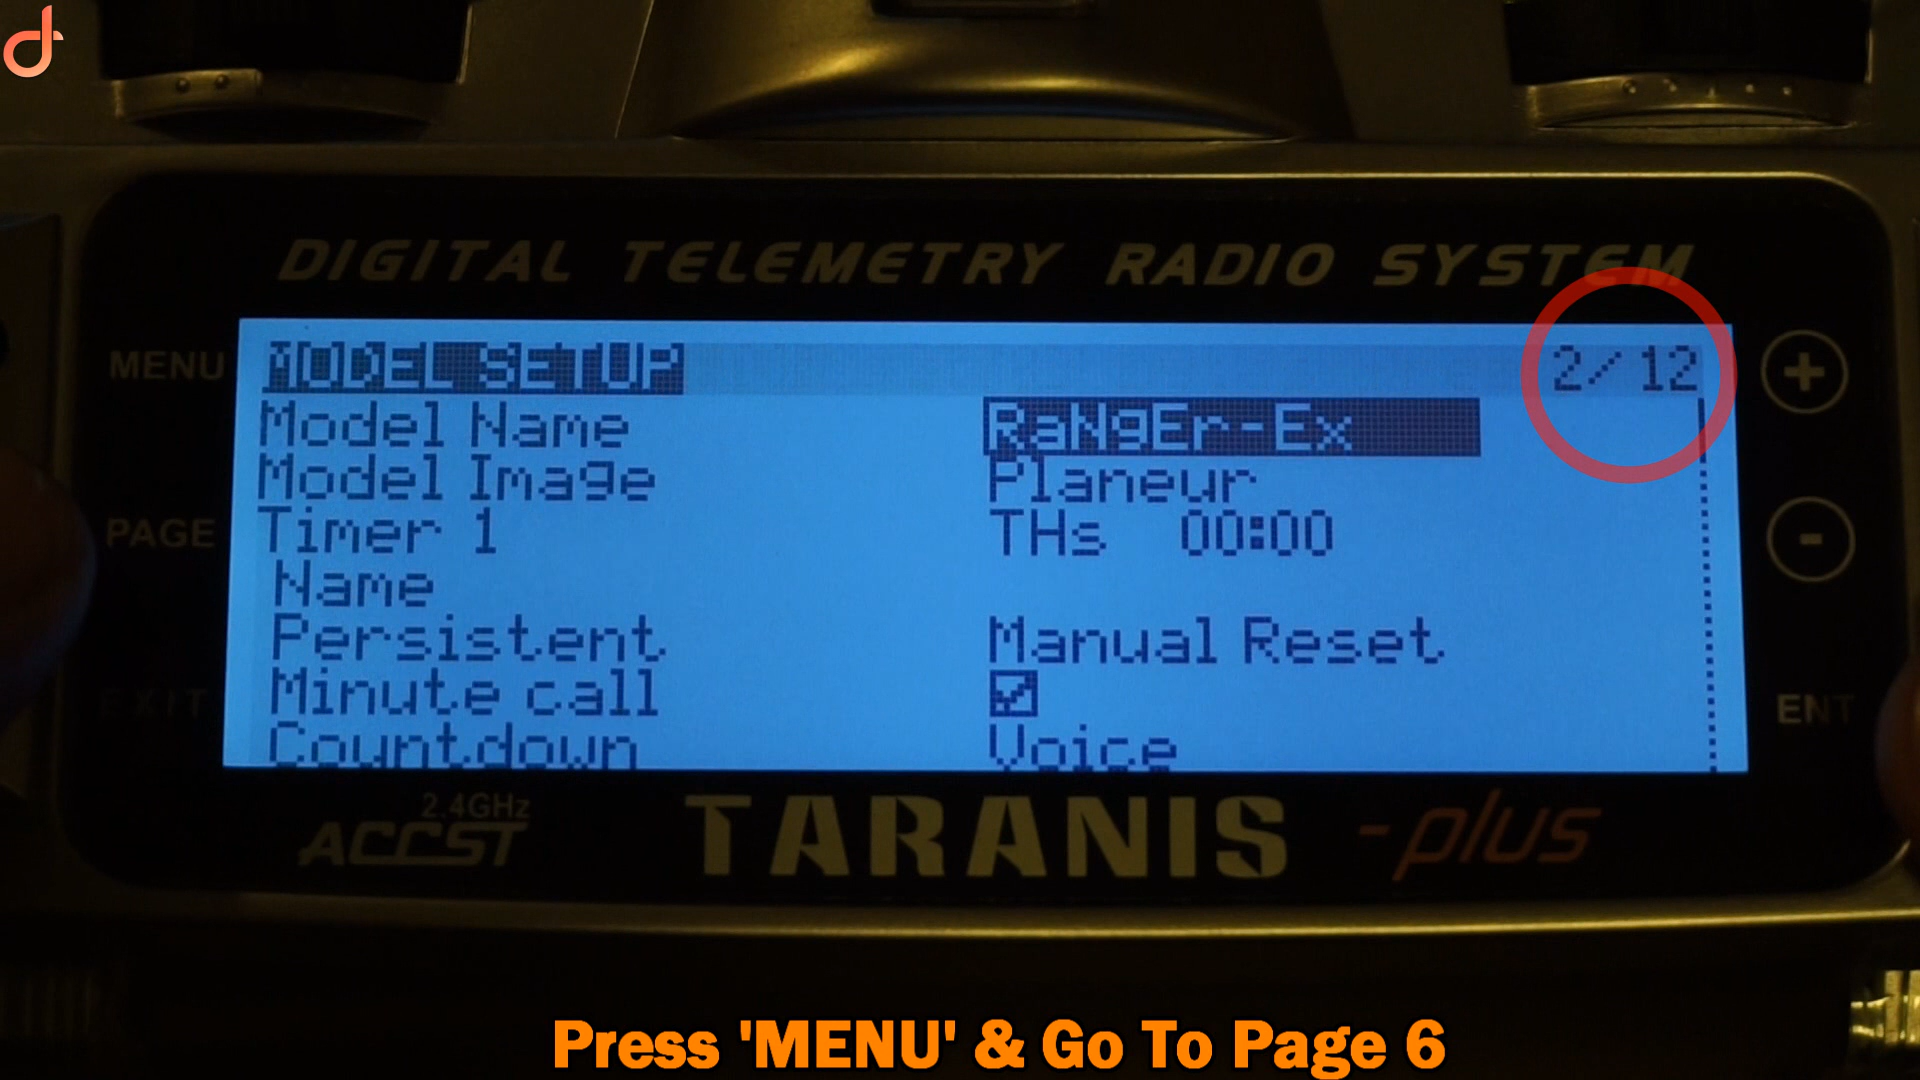 DIGITAL TELEMETRY RADIO SYSTEM
MENU
MODEL SETUP 2/12
Model Name RaNgEr-Ex
Model Image Planeur
PAGE
Timer 1 THs 00:00
Name
Persistent Manual Reset
EXIT
Minute call
ENT
Countdown Voice
2.4GHz
ACCST
TARANIS -plus
Press 'MENU' & Go To Page 6